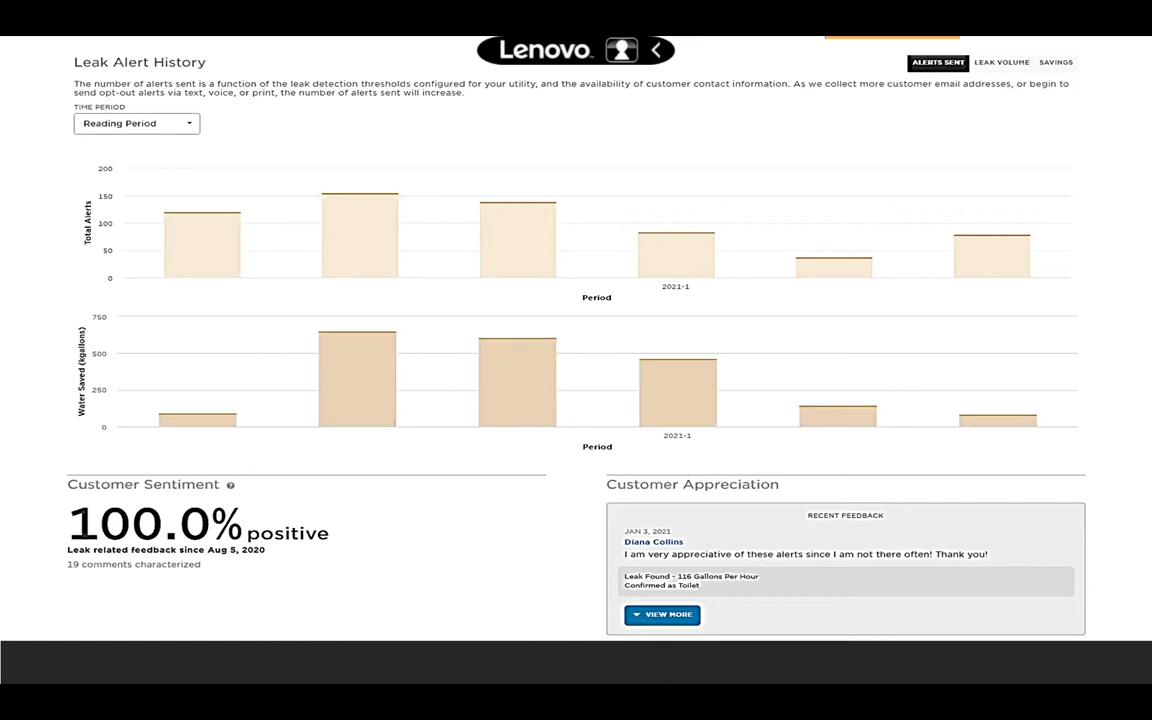 Lenovo
Leak Alert History
ALERTS SENT LEAK VOLUME SAVINGS
The number of alerts sent is a function of the leak detection thresholds configured for your utility, and the availability of customer contact information. As we collect more customer email addresses, or begin to
send opt-out alerts via text, voice, or print, the number of alerts sent will increase.
TIME PERIOD
Reading Period
Total Alerts
200
150
100
50
0
2021-1
Period
Water Saved (kgallons)
750
500
250
0
2021-1
Period
Customer Sentiment ?
100.0% positive
Leak related feedback since Aug 5, 2020
19 comments characterized
Customer Appreciation
RECENT FEEDBACK
JAN 3, 2021
Diana Collins
I am very appreciative of these alerts since I am not there often! Thank you!
Leak Found - 116 Gallons Per Hour
Confirmed as Toilet
VIEW MORE